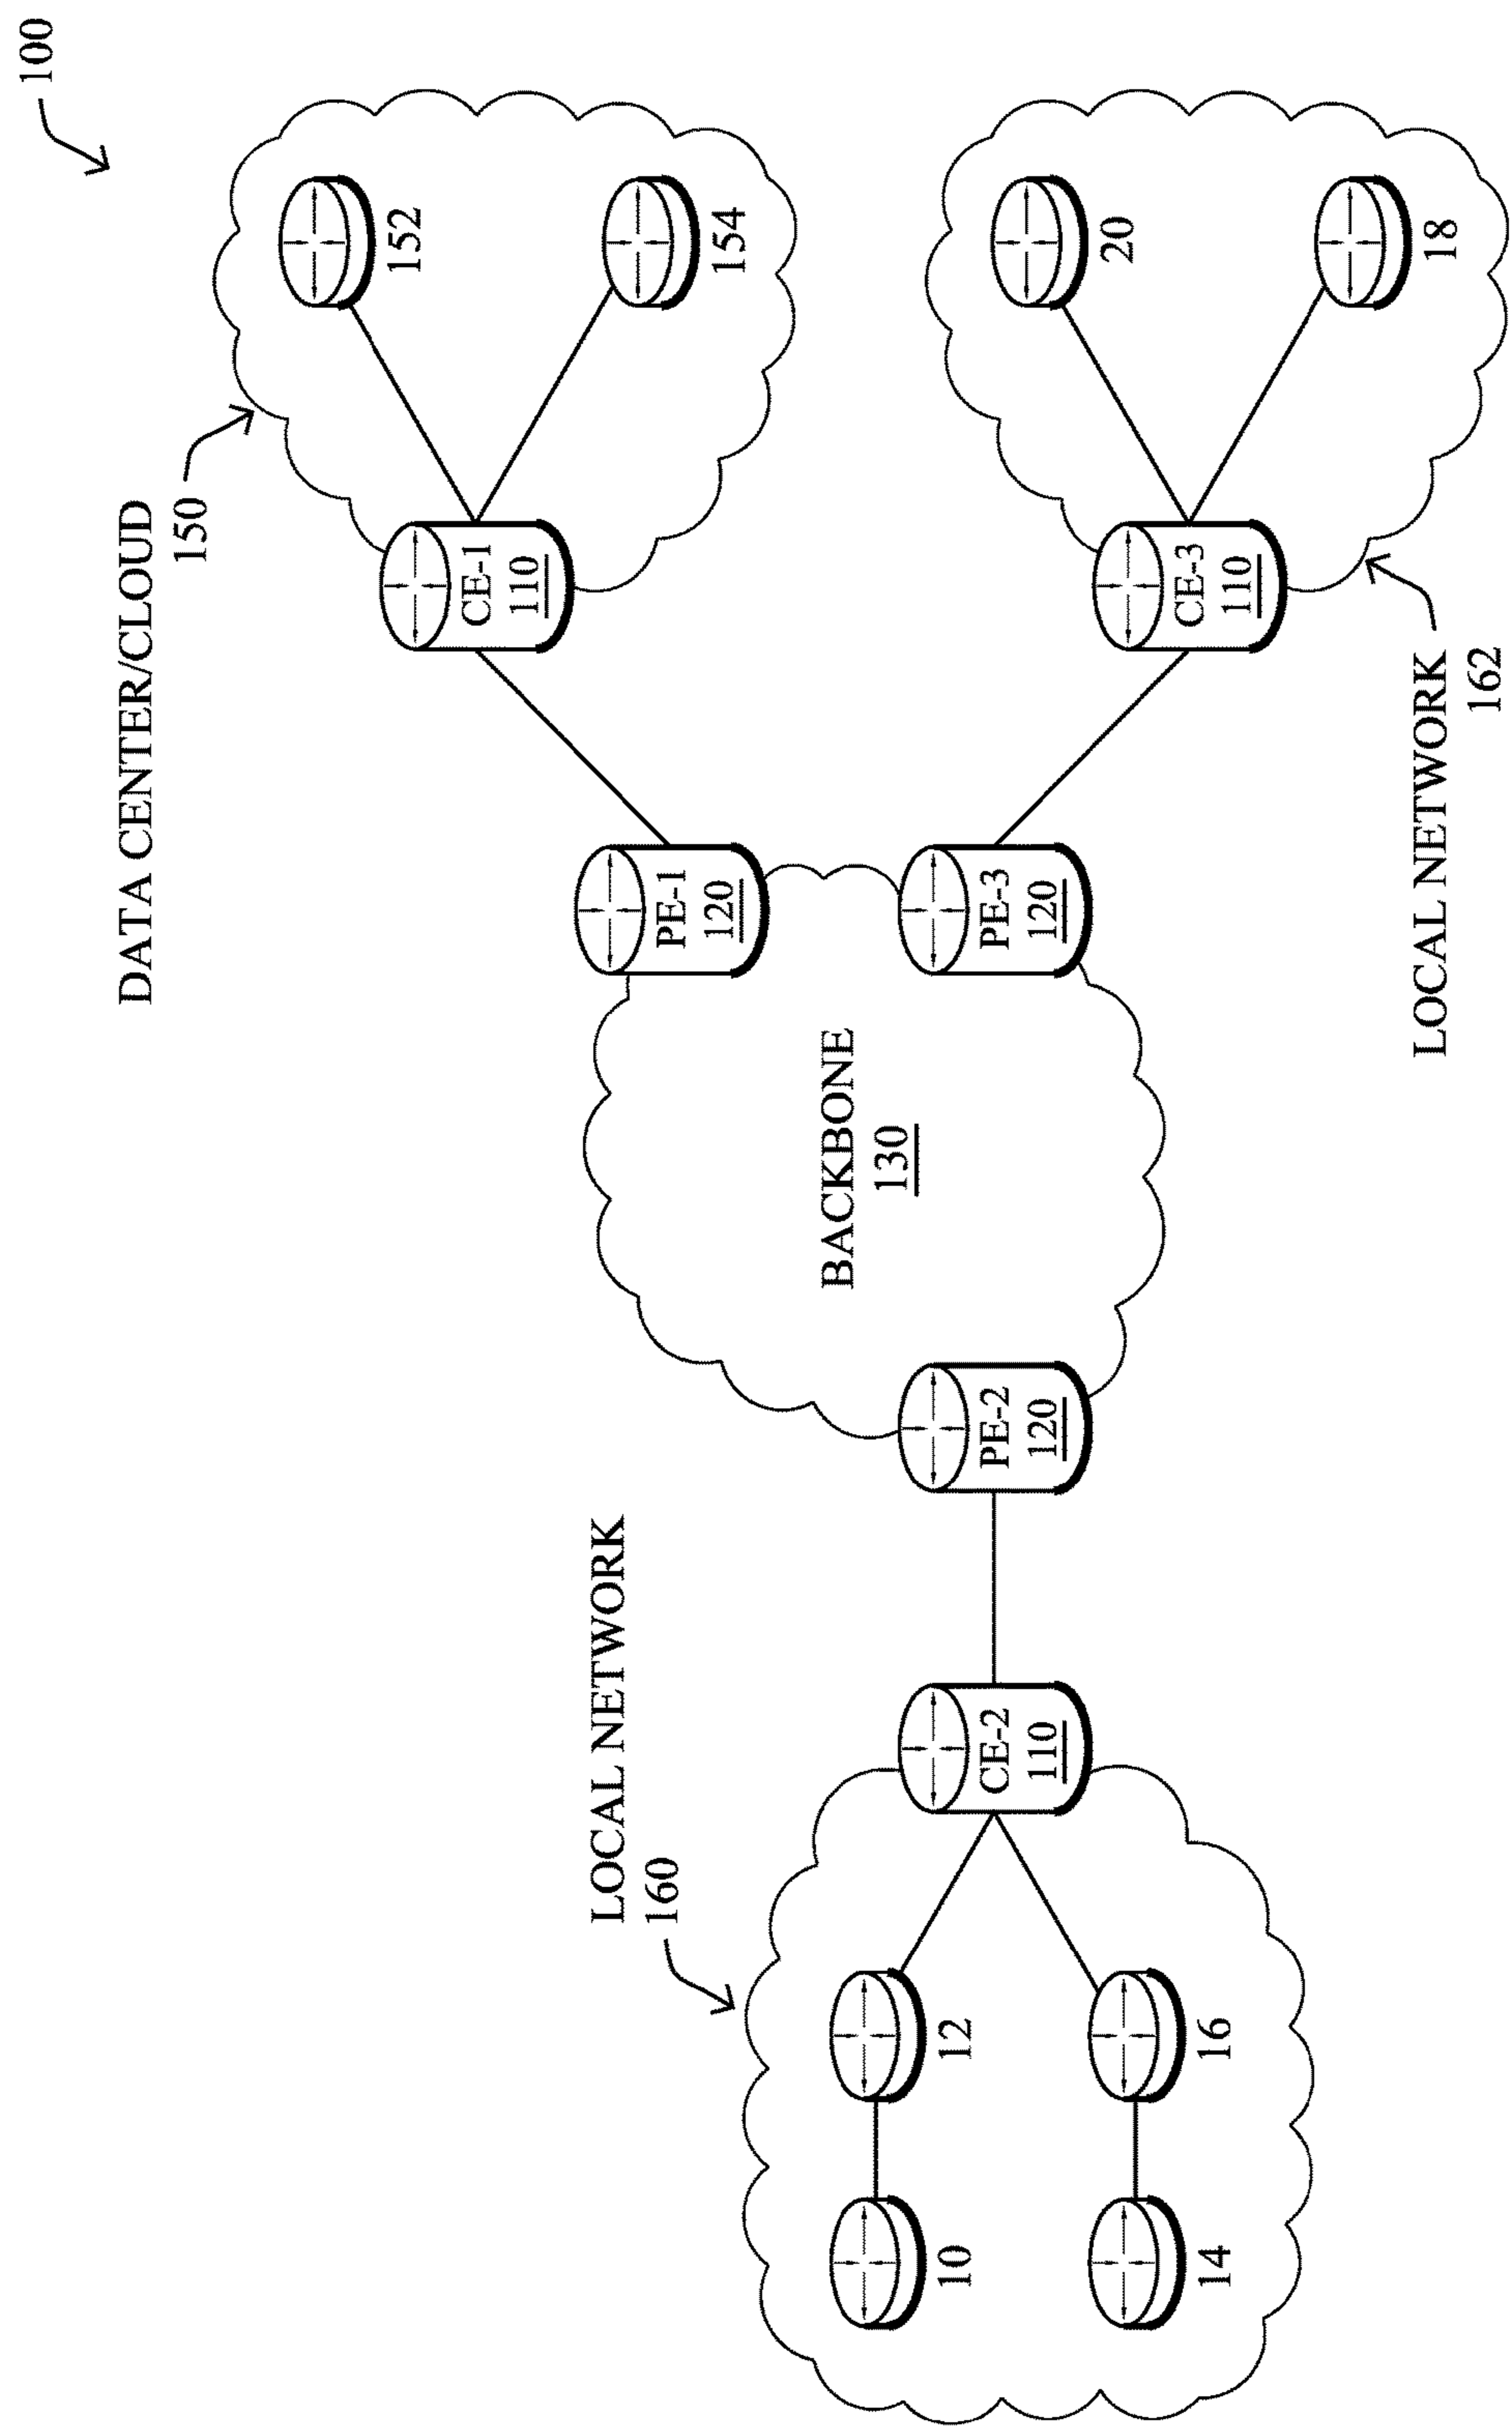 100
DATA CENTER/CLOUD
150
152
154
CE-1
110
PE-1
120
LOCAL NETWORK
160
BACKBONE
130
10
12
CE-2
110
PE-2
120
PE-3
120
20
14
16
CE-3
110
18
LOCAL NETWORK
162